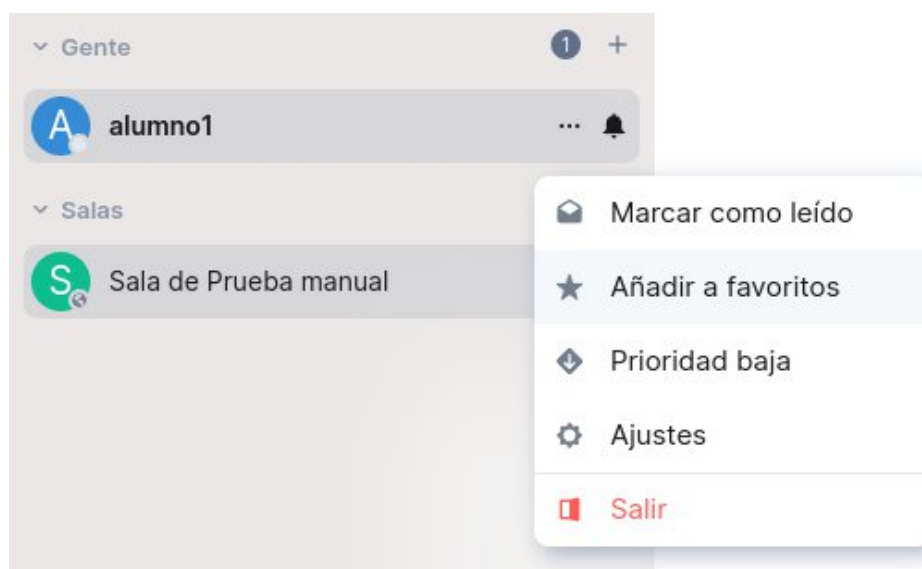 Gente
1
A
alumno1
Salas
S
Sala de Prueba manual
Marcar como leído
Añadir a favoritos
Prioridad baja
Ajustes
Salir